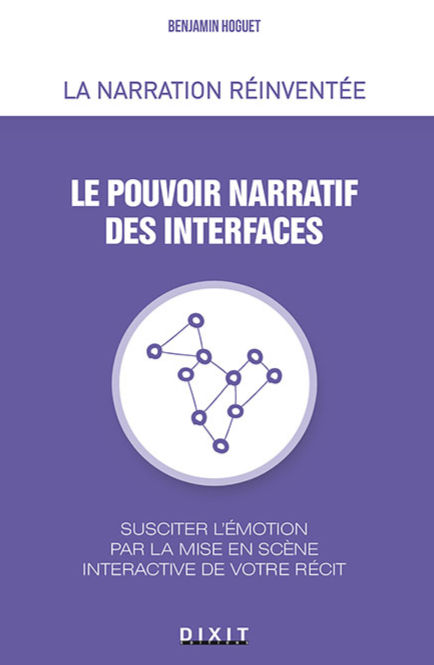 BENJAMIN HOGUET
LA NARRATION RÉINVENTÉE
LE POUVOIR NARRATIF
DES INTERFACES
SUSCITER L'ÉMOTION
PAR LA MISE EN SCÈNE
INTERACTIVE DE VOTRE RÉCIT
DIXIT
EDITIONS